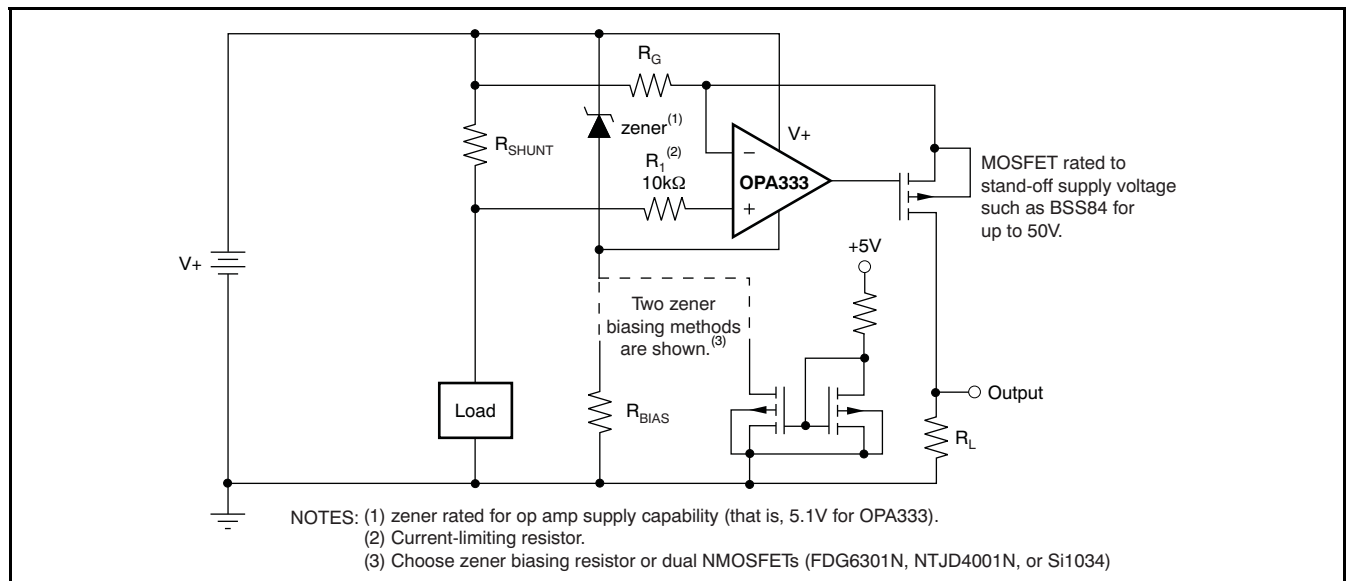 R_G
zener(1)
V+
R_SHUNT
R_1(2)
10kΩ
−
OPA333
+
MOSFET rated to
stand-off supply voltage
such as BSS84 for
up to 50V.
+5V
V+
Two zener
biasing methods
are shown.(3)
Load
R_BIAS
Output
R_L
NOTES: (1) zener rated for op amp supply capability (that is, 5.1V for OPA333).
(2) Current-limiting resistor.
(3) Choose zener biasing resistor or dual NMOSFETs (FDG6301N, NTJD4001N, or Si1034)